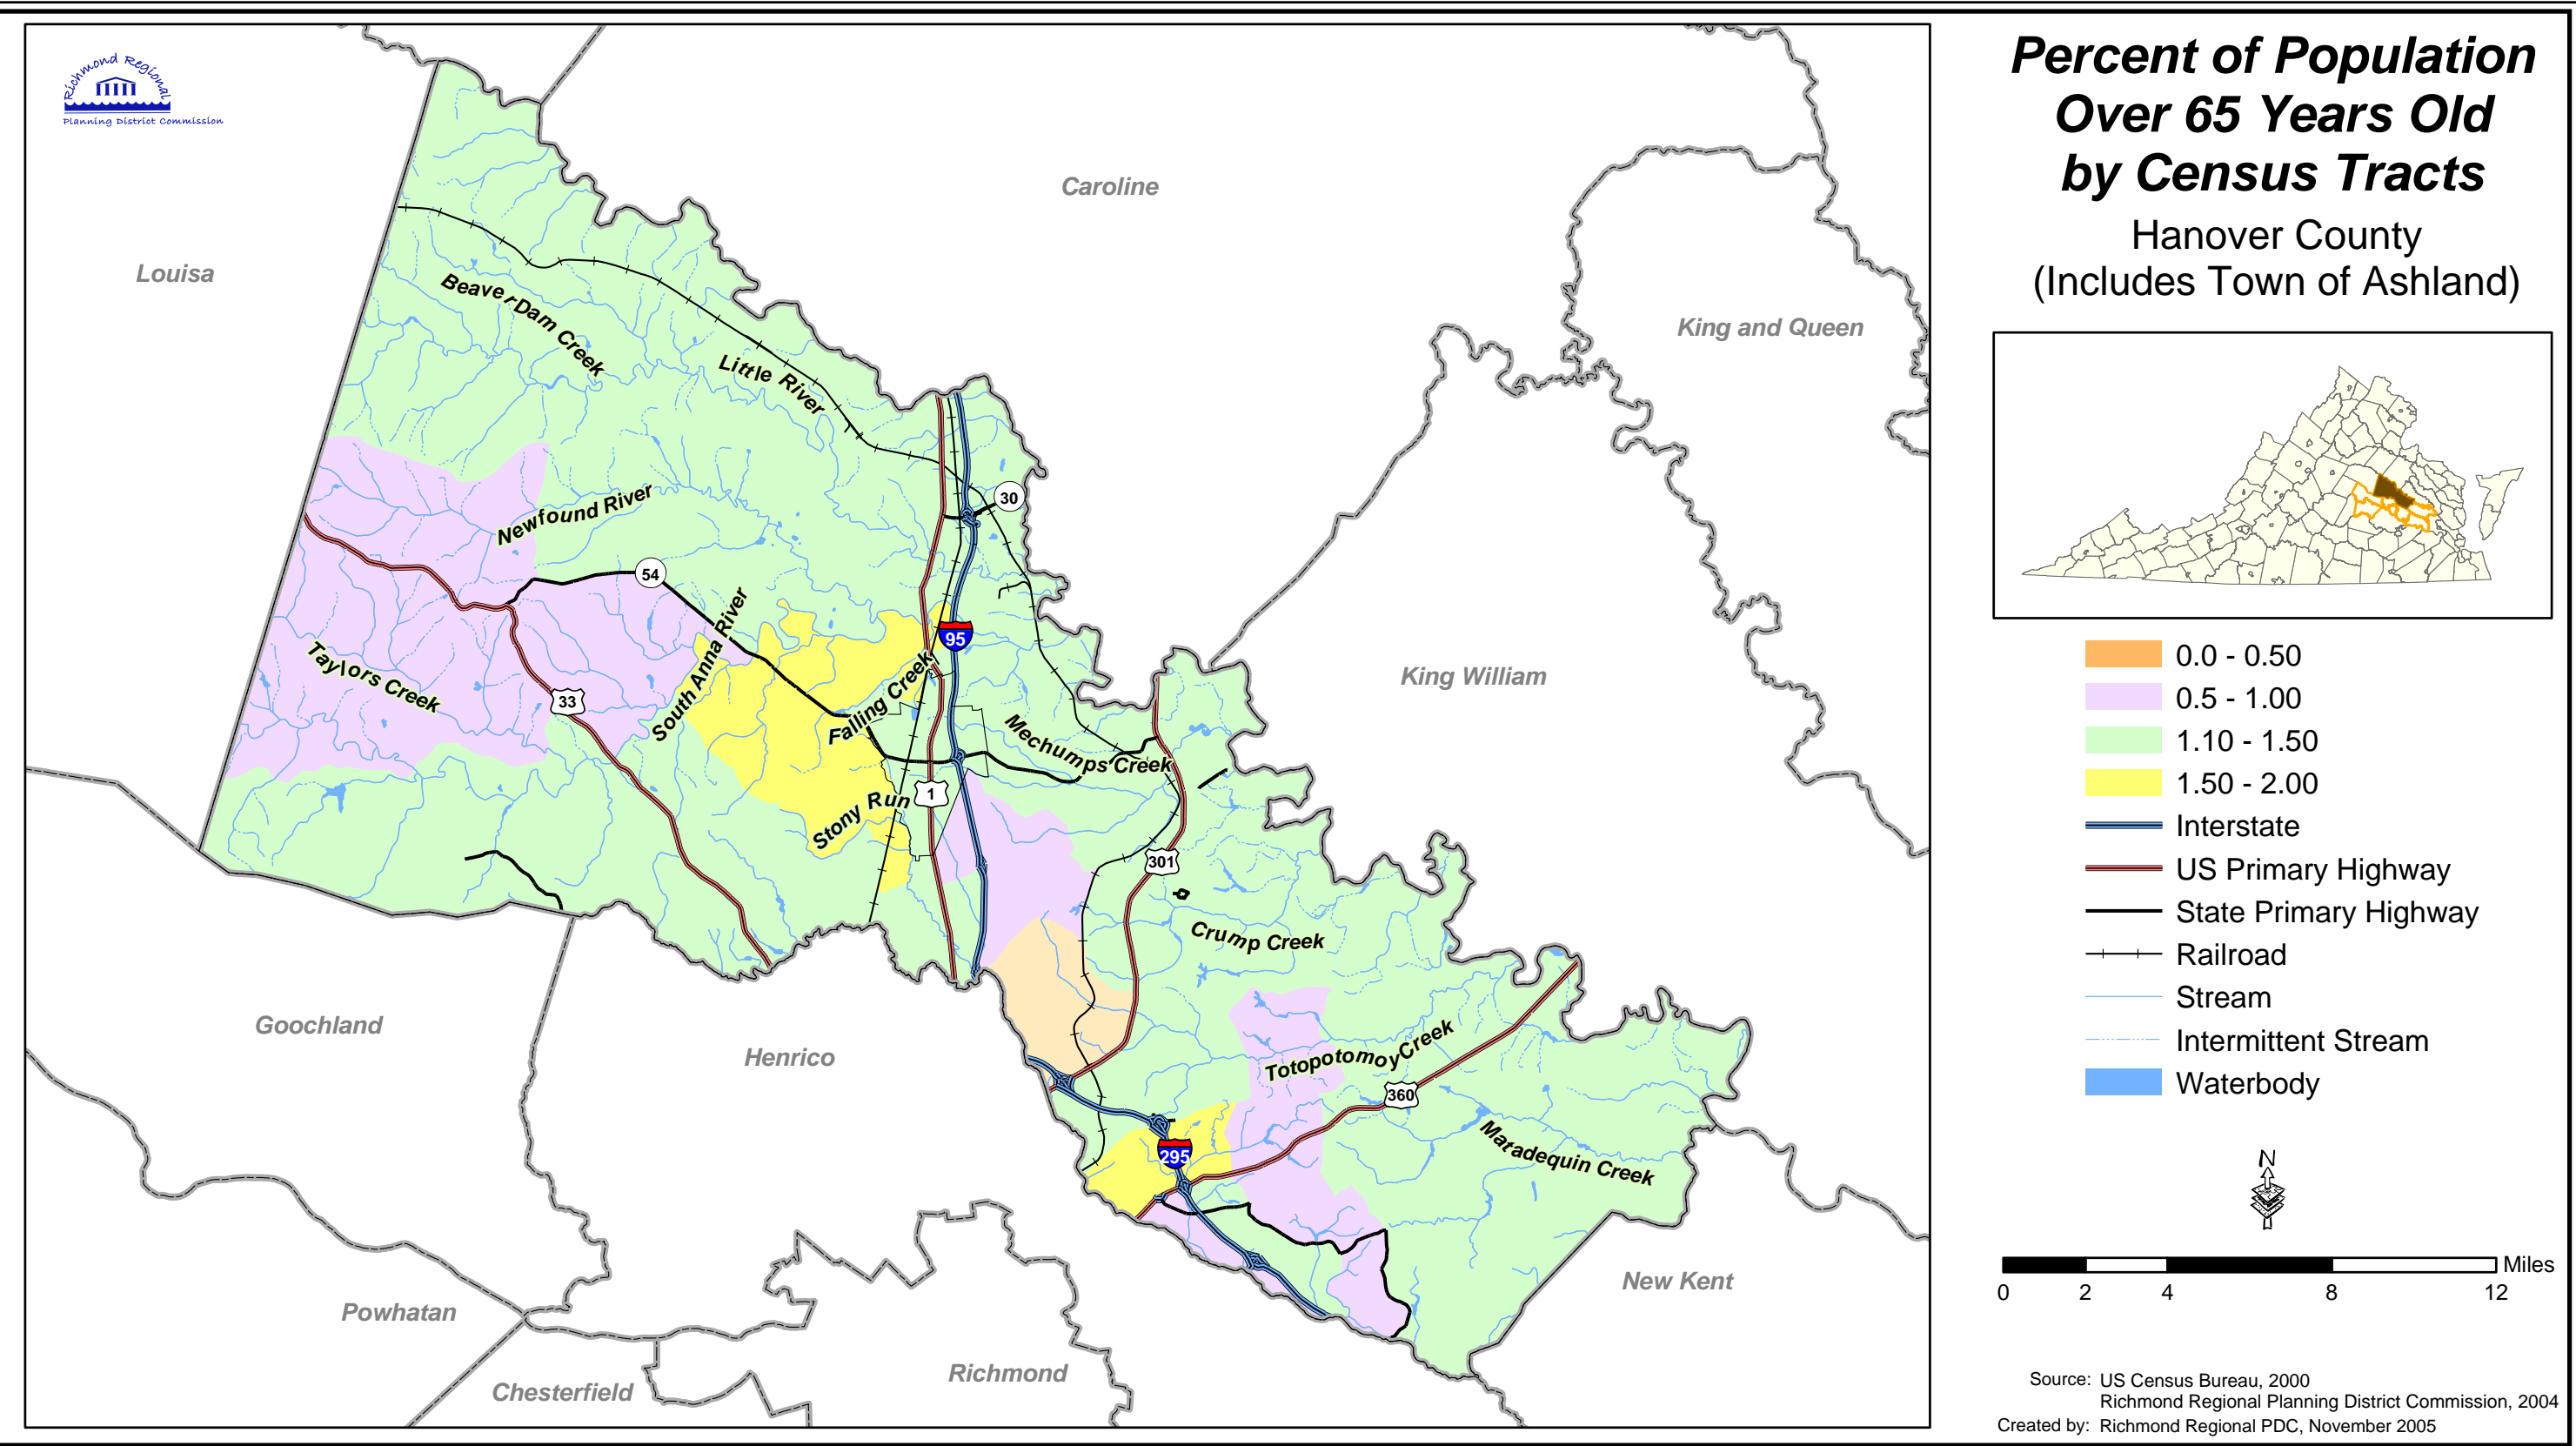 Richmond Regional
Planning District Commission
Percent of Population
Over 65 Years Old
by Census Tracts
Hanover County
(Includes Town of Ashland)
Caroline
Louisa
King and Queen
Beaver Dam Creek
Little River
30
Newfound River
54
95
King William
Taylors Creek
South Anna River
33
Falling Creek
Mechumps Creek
1
Stony Run
301
Crump Creek
Goochland
Henrico
Totopotomoy Creek
360
Matadequin Creek
295
New Kent
Powhatan
Richmond
Chesterfield
0.0 - 0.50
0.5 - 1.00
1.10 - 1.50
1.50 - 2.00
Interstate
US Primary Highway
State Primary Highway
Railroad
Stream
Intermittent Stream
Waterbody
N
Miles
0 2 4 8 12
Source: US Census Bureau, 2000
Richmond Regional Planning District Commission, 2004
Created by: Richmond Regional PDC, November 2005